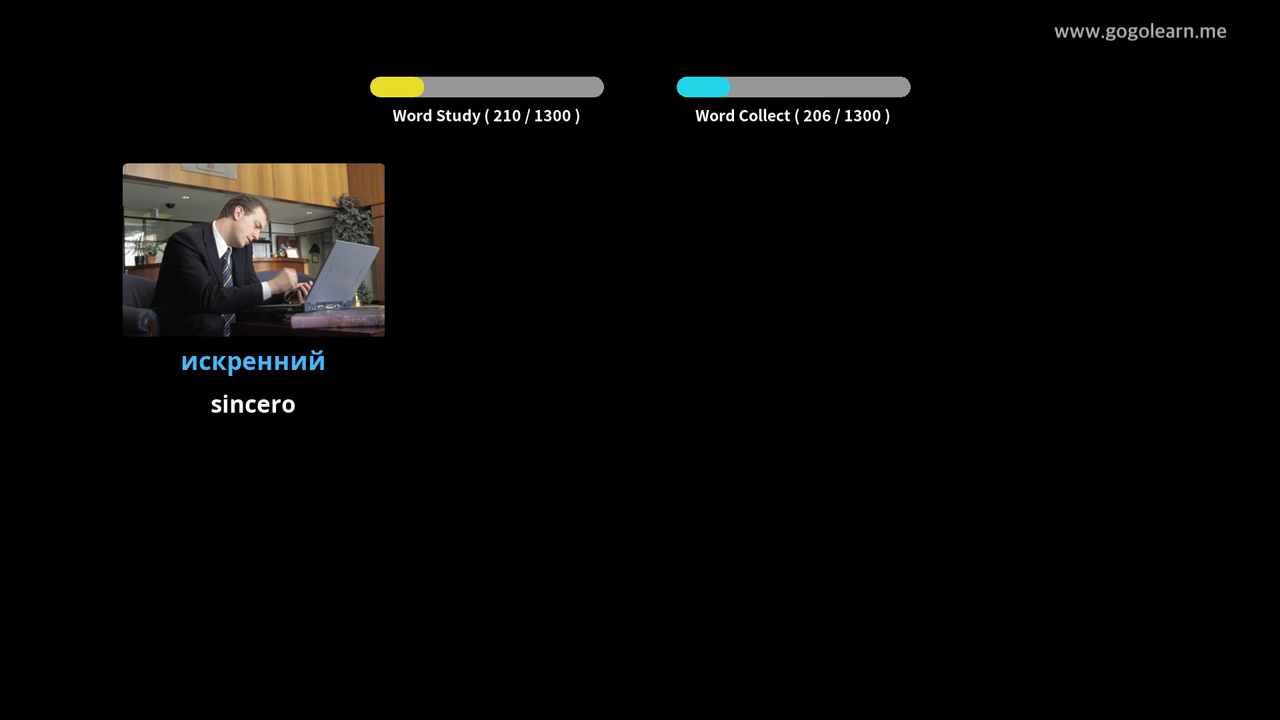 www.gogolearn.me
Word Study ( 210 / 1300 )
Word Collect ( 206 / 1300 )
искренний
sincero